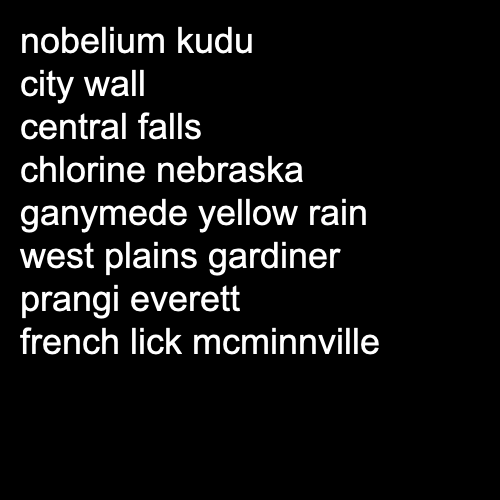 nobelium kudu
city wall
central falls
chlorine nebraska
ganymede yellow rain
west plains gardiner
prangi everett
french lick mcminnville